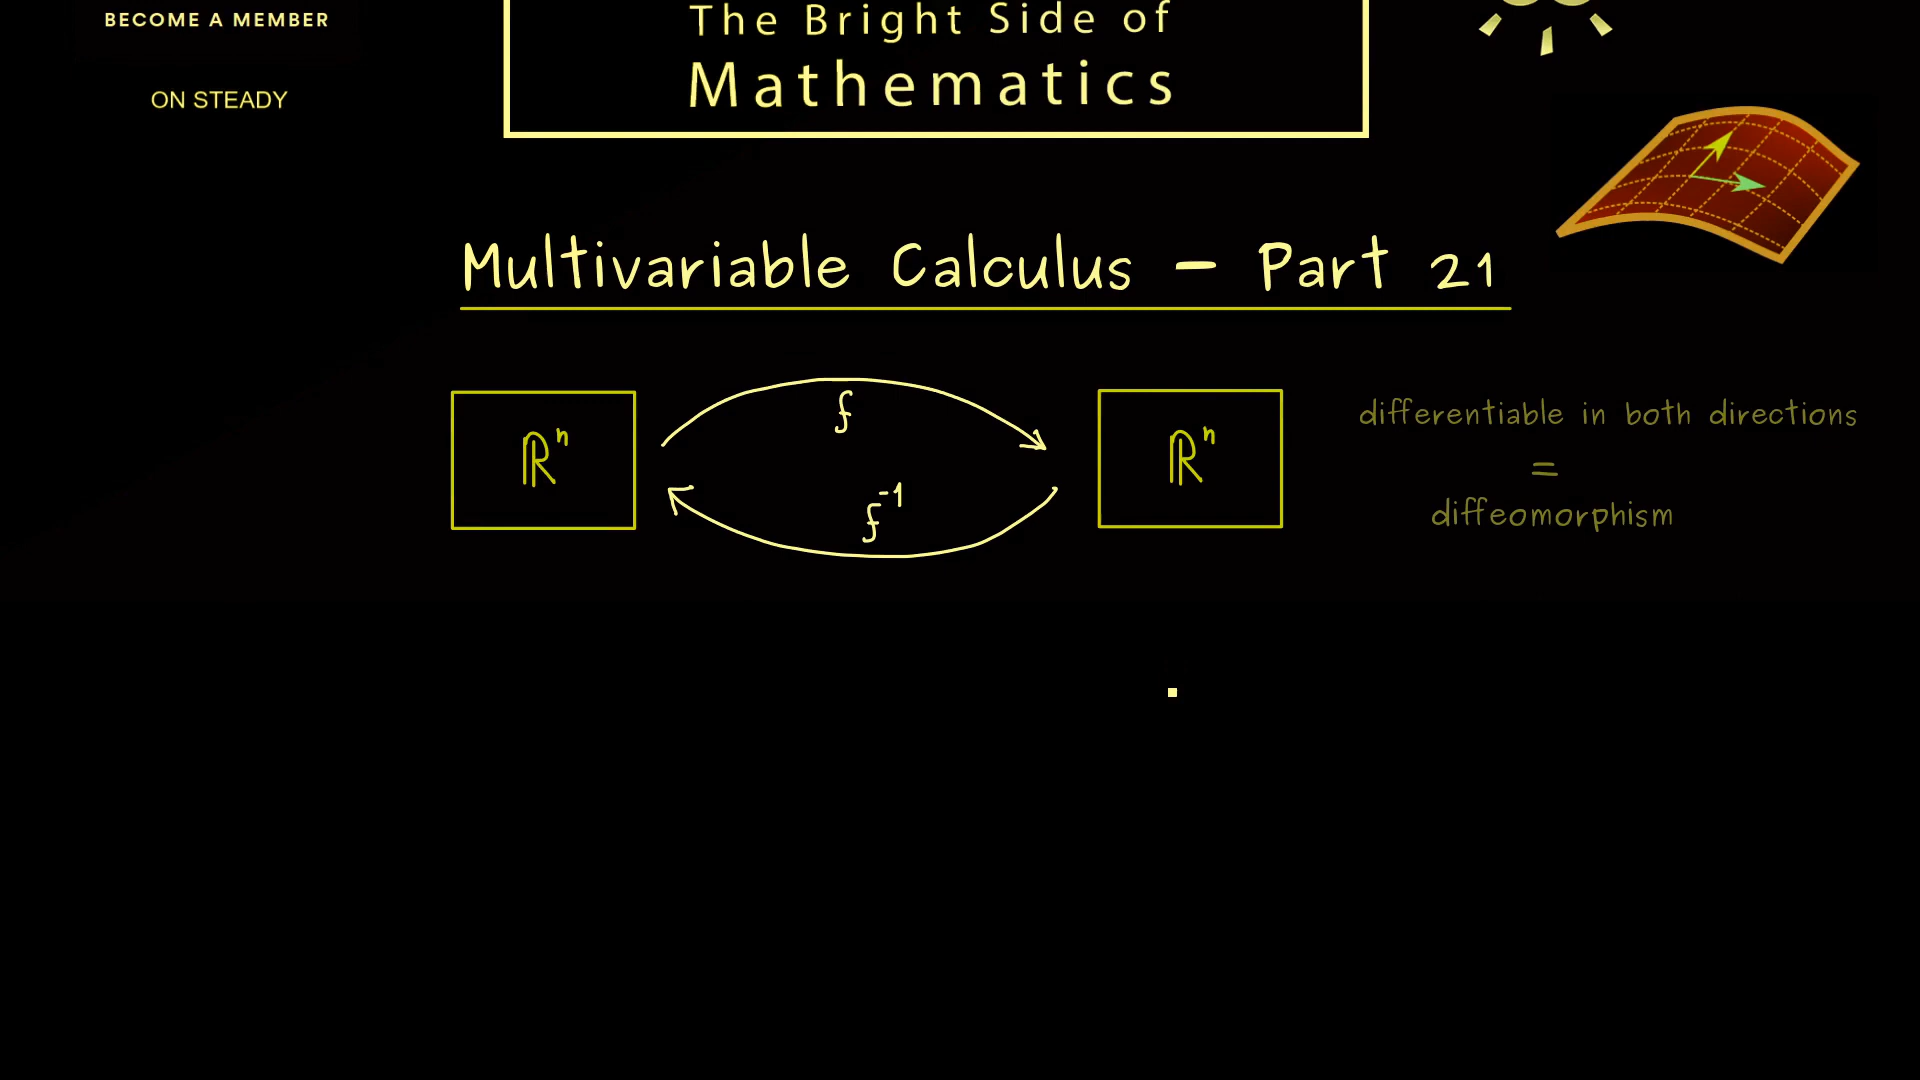 BECOME A MEMBER
ON STEADY
The Bright Side of
Mathematics
Multivariable Calculus – Part 21
ℝⁿ
f
f⁻¹
ℝⁿ
differentiable in both directions
=
diffeomorphism